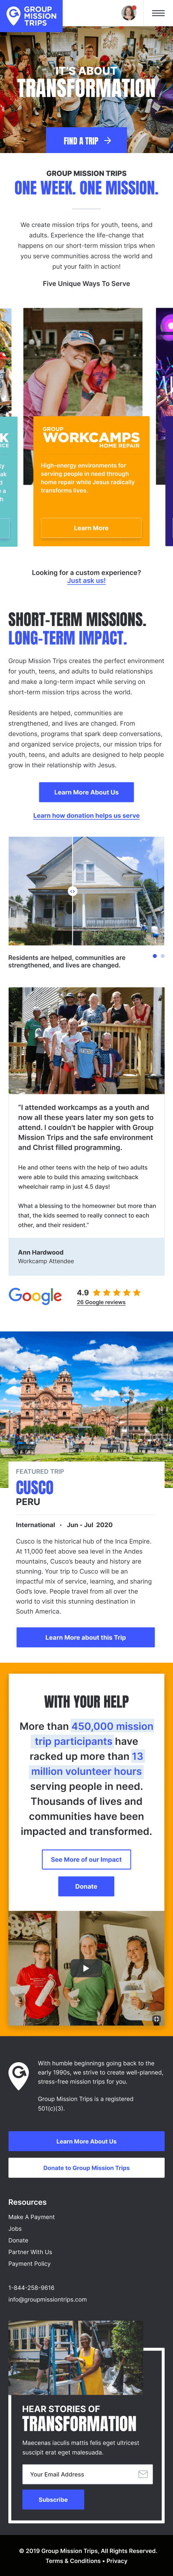 GROUP
MISSION
TRIPS
IT'S ABOUT
TRANSFORMATION
FIND A TRIP
GROUP MISSION TRIPS
ONE WEEK. ONE MISSION.
We create mission trips for youth, teens, and
adults. Experience the life-change that
happens on our short-term mission trips when
you serve communities across the world and
put your faith in action!
Five Unique Ways To Serve
GROUP
WORKCAMPS
HOME REPAIR
High-energy environments for
serving people in need through
home repair while Jesus radically
transforms lives.
Learn More
Looking for a custom experience?
Just ask us!
SHORT-TERM MISSIONS.
LONG-TERM IMPACT.
Group Mission Trips creates the perfect environment
for youth, teens, and adults to build relationships
and make a long-term impact while serving on
short-term mission trips across the world.
Residents are helped, communities are
strengthened, and lives are changed. From
devotions, programs that spark deep conversations,
and organized service projects, our mission trips for
youth, teens, and adults are designed to help people
grow in their relationship with Jesus.
Learn More About Us
Learn how donation helps us serve
Residents are helped, communities are
strengthened, and lives are changed.
"I attended workcamps as a youth and
now all these years later my son gets to
attend. I couldn't be happier with Group
Mission Trips and the safe environment
and Christ filled programming.
He and other teens with the help of two adults
were able to build this amazing switchback
wheelchair ramp in just 4.5 days!
What a blessing to the homeowner but more than
that, the kids seemed to really connect to each
other, and their resident."
Ann Hardwood
Workcamp Attendee
Google
4.9
26 Google reviews
FEATURED TRIP
CUSCO
PERU
International • Jun - Jul 2020
Cusco is the historical hub of the Inca Empire.
At 11,000 feet above sea level in the Andes
mountains, Cusco's beauty and history are
stunning. Your trip to Cusco will be an
impactful mix of service, learning, and sharing
God's love. People travel from all over the
world to visit this stunning destination in
South America.
Learn More about this Trip
WITH YOUR HELP
More than 450,000 mission
trip participants have
racked up more than 13
million volunteer hours
serving people in need.
Thousands of lives and
communities have been
impacted and transformed.
See More of our Impact
Donate
With humble beginnings going back to the
early 1990s, we strive to create well-planned,
stress-free mission trips for you.
Group Mission Trips is a registered
501(c)(3).
Learn More About Us
Donate to Group Mission Trips
Resources
Make A Payment
Jobs
Donate
Partner With Us
Payment Policy
1-844-258-9616
info@groupmissiontrips.com
HEAR STORIES OF
TRANSFORMATION
Maecenas iaculis mattis felis eget ultricest
suscipit erat eget malesuada.
Your Email Address
Subscribe
© 2019 Group Mission Trips, All Rights Reserved.
Terms & Conditions • Privacy